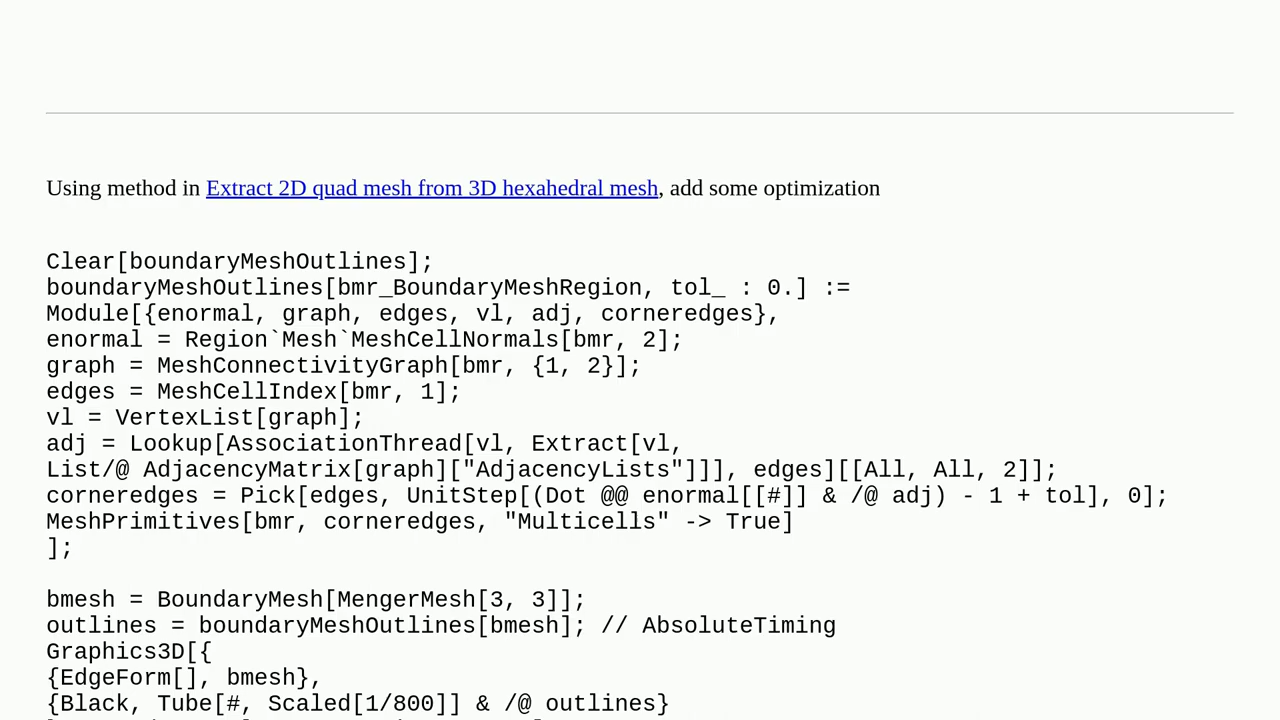 Using method in Extract 2D quad mesh from 3D hexahedral mesh, add some optimization
Clear[boundaryMeshOutlines];
boundaryMeshOutlines[bmr_BoundaryMeshRegion, tol_ : 0.] :=
Module[{enormal, graph, edges, vl, adj, corneredges},
enormal = Region`Mesh`MeshCellNormals[bmr, 2];
graph = MeshConnectivityGraph[bmr, {1, 2}];
edges = MeshCellIndex[bmr, 1];
vl = VertexList[graph];
adj = Lookup[AssociationThread[vl, Extract[vl,
List/@ AdjacencyMatrix[graph]["AdjacencyLists"]]], edges][[All, All, 2]];
corneredges = Pick[edges, UnitStep[(Dot @@ enormal[[#]] & /@ adj) - 1 + tol], 0];
MeshPrimitives[bmr, corneredges, "Multicells" -> True]
];
bmesh = BoundaryMesh[MengerMesh[3, 3]];
outlines = boundaryMeshOutlines[bmesh]; // AbsoluteTiming
Graphics3D[{
{EdgeForm[], bmesh},
{Black, Tube[#, Scaled[1/800]] & /@ outlines}